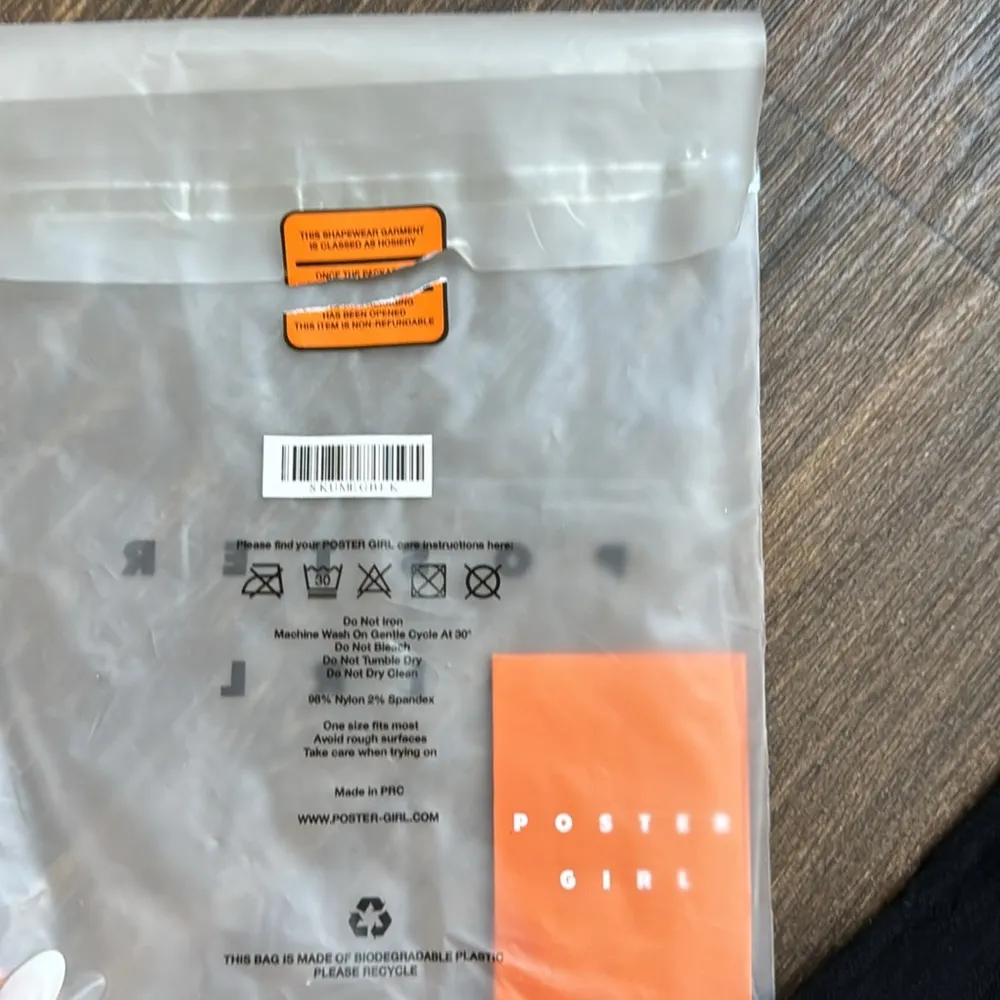 THIS SHAPEWEAR GARMENT
IS CLASSED AS HOSIERY
ONCE THE
HAS BEEN OPENED
THIS ITEM IS NON-REFUNDABLE
Please find your POSTER GIRL care instructions here:
30
Do Not Iron
Machine Wash On Gentle Cycle At 30°
Do Not Bleach
Do Not Tumble Dry
Do Not Dry Clean
98% Nylon 2% Spandex
One size fits most
Avoid rough surfaces
Take care when trying on
Made in PRC
WWW.POSTER-GIRL.COM
POSTER
GIRL
THIS BAG IS MADE OF BIODEGRADABLE PLASTIC
PLEASE RECYCLE